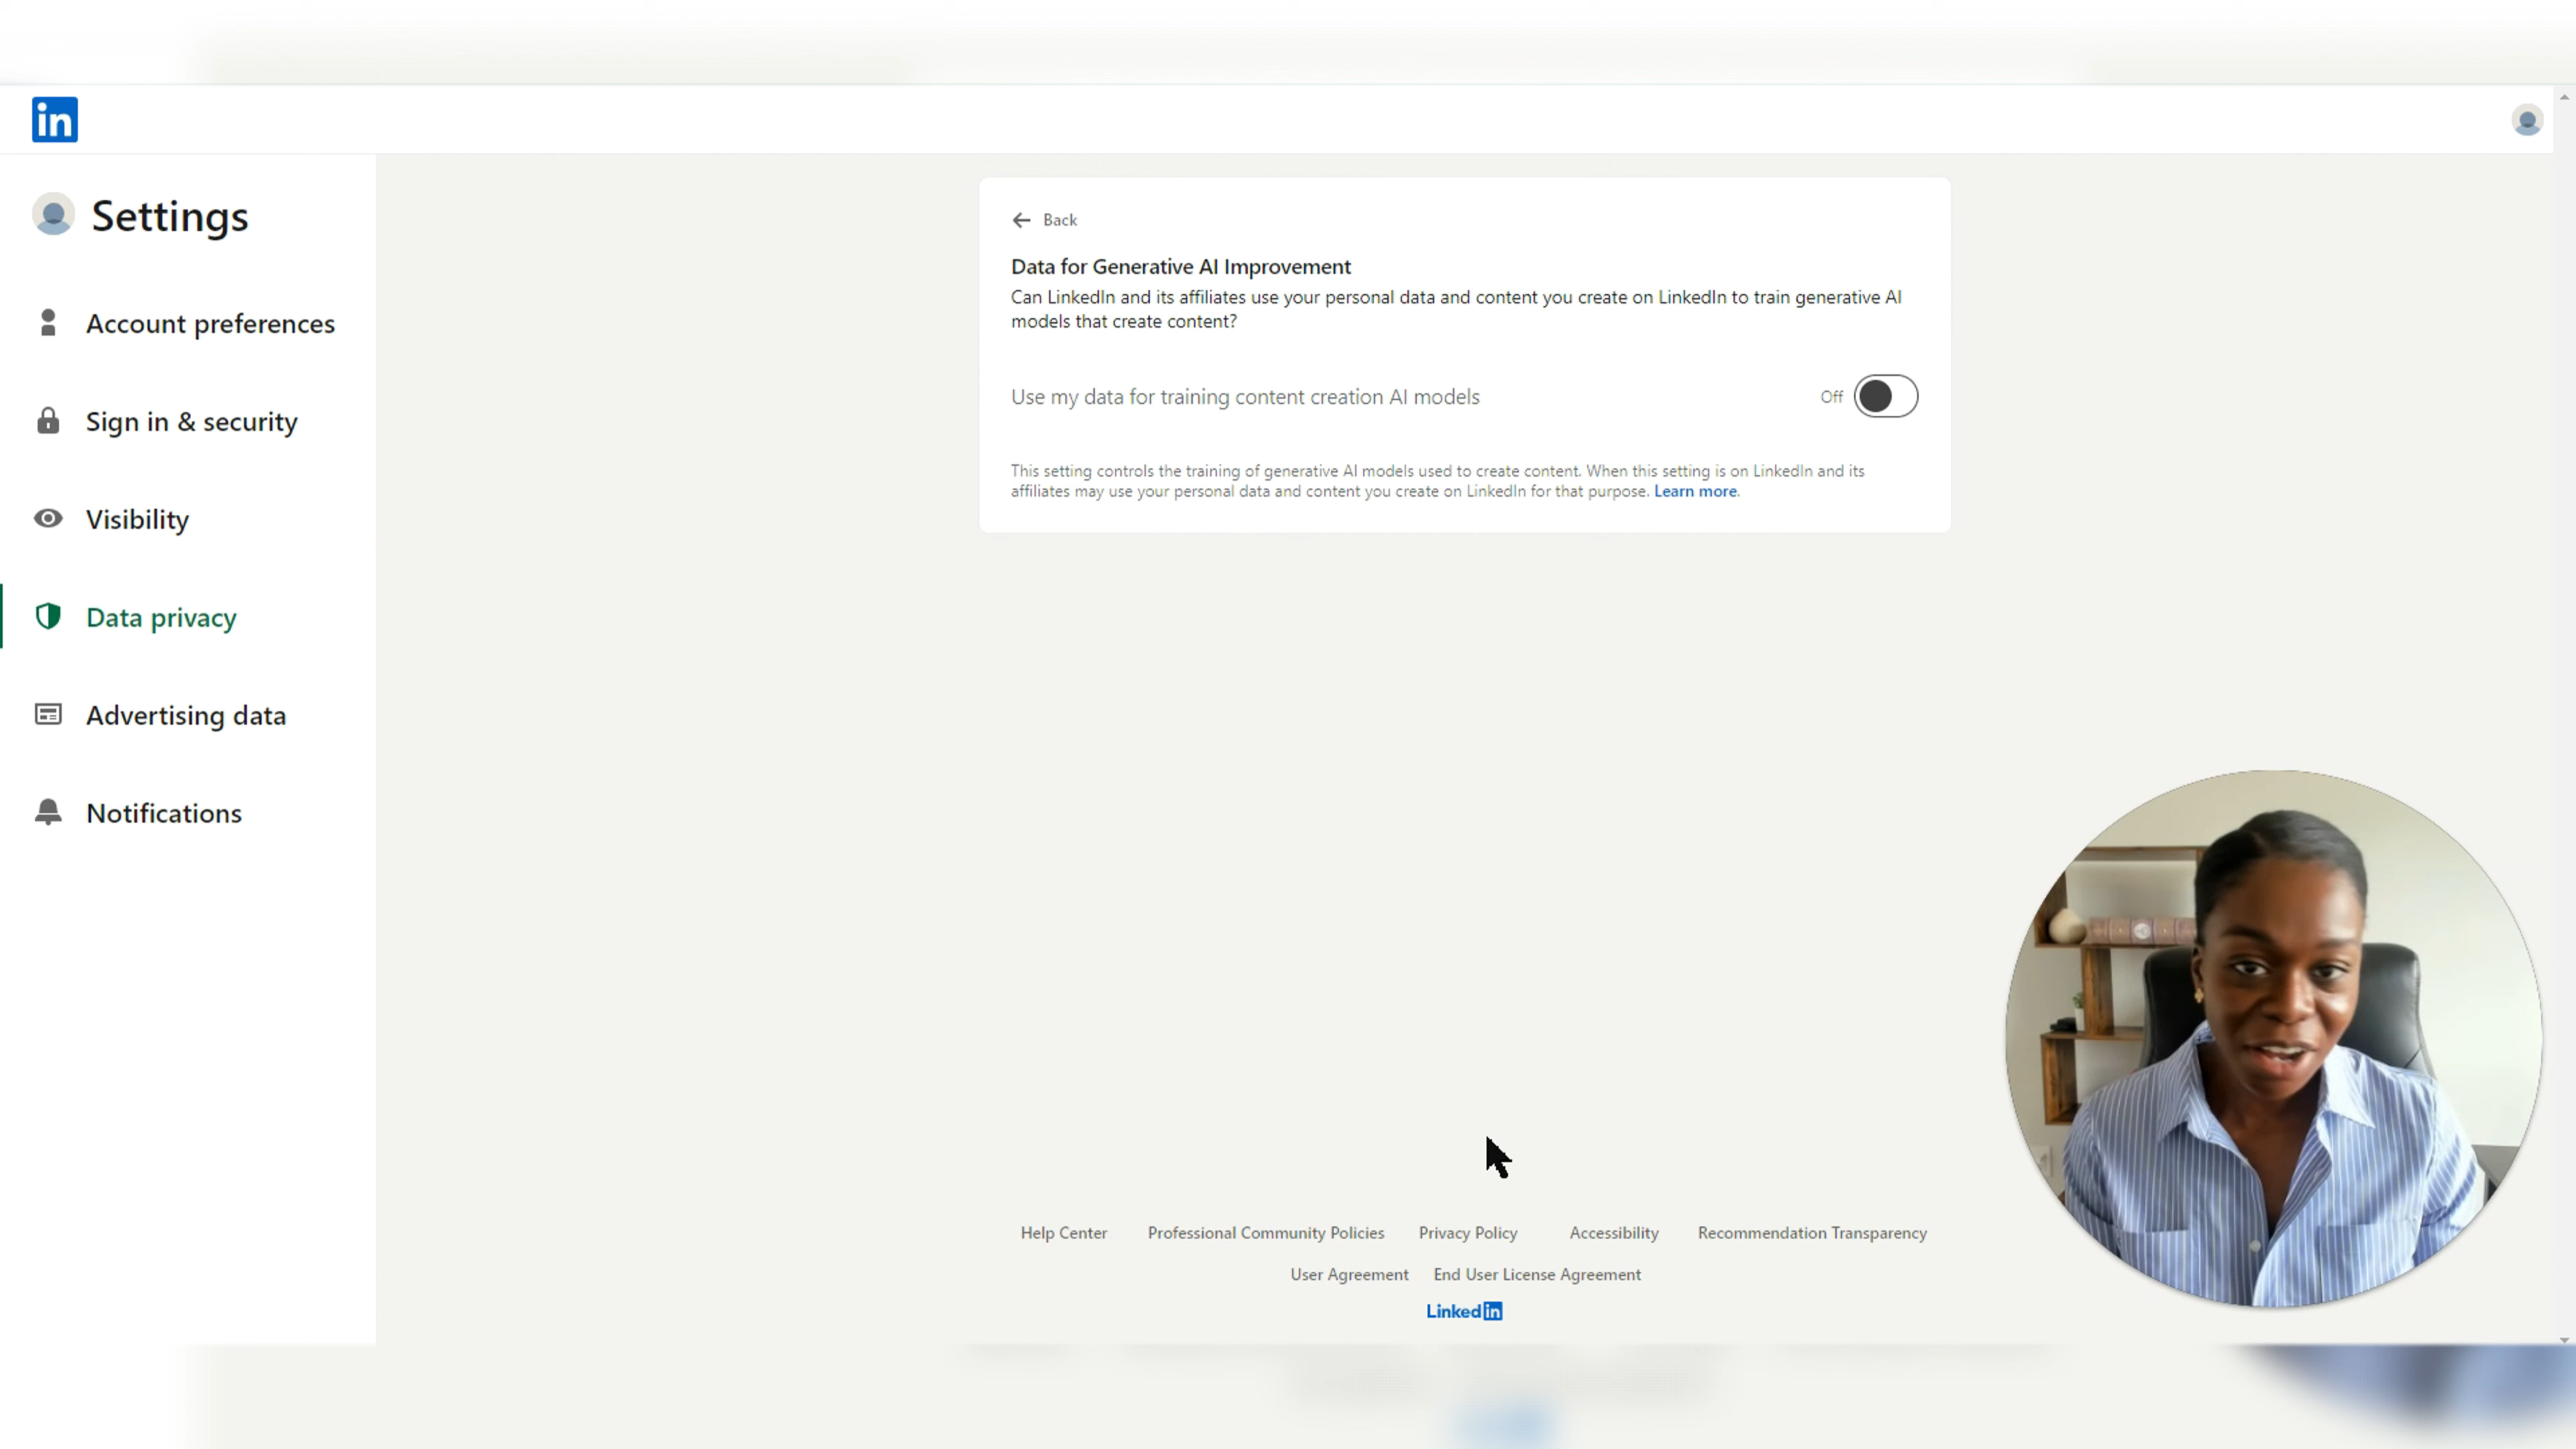 in
Settings
Account preferences
Sign in & security
Visibility
Data privacy
Advertising data
Notifications
Back
Data for Generative AI Improvement
Can LinkedIn and its affiliates use your personal data and content you create on LinkedIn to train generative AI
models that create content?
Use my data for training content creation AI models Off
This setting controls the training of generative AI models used to create content. When this setting is on LinkedIn and its
affiliates may use your personal data and content you create on LinkedIn for that purpose. Learn more.
Help Center Professional Community Policies Privacy Policy Accessibility Recommendation Transparency
User Agreement End User License Agreement
Linked in